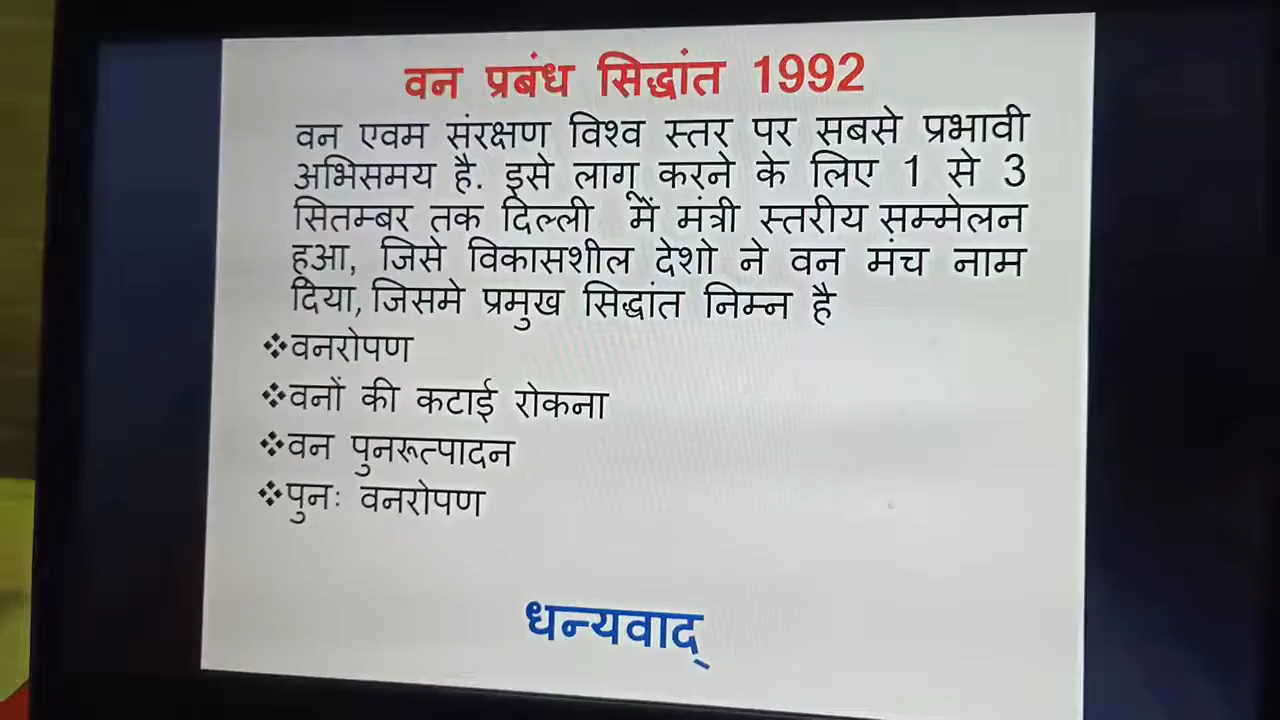 वन प्रबंध सिद्धांत 1992
वन एवम संरक्षण विश्व स्तर पर सबसे प्रभावी
अभिसमय है. इसे लागू करने के लिए 1 से 3
सितम्बर तक दिल्ली में मंत्री स्तरीय सम्मेलन
हुआ, जिसे विकासशील देशो ने वन मंच नाम
दिया, जिसमे प्रमुख सिद्धांत निम्न है
❖वनरोपण
❖वनों की कटाई रोकना
❖वन पुनरूत्पादन
❖पुनः वनरोपण
धन्यवाद्